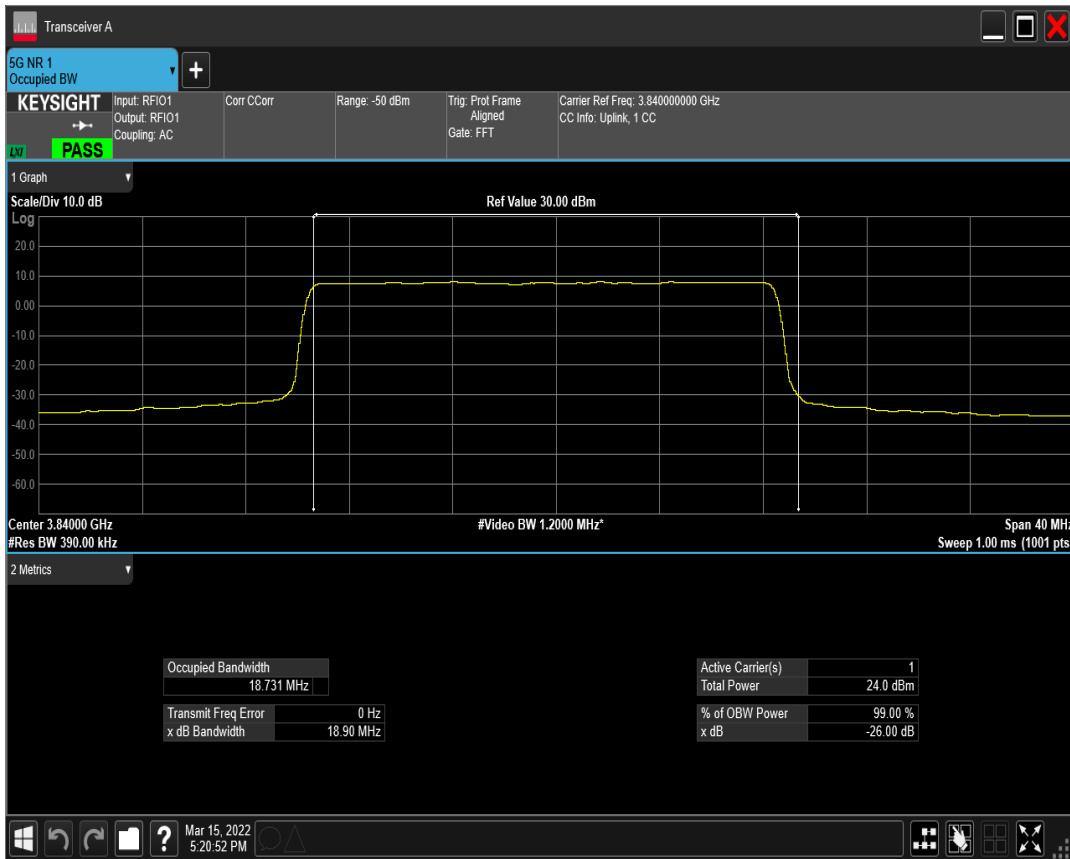 Transceiver A
5G NR 1
Occupied BW
+
KEYSIGHT
LXI
PASS
Input: RFIO1
Output: RFIO1
Coupling: AC
Corr CCorr
Range: -50 dBm
Trig: Prot Frame
Aligned
Gate: FFT
Carrier Ref Freq: 3.840000000 GHz
CC Info: Uplink, 1 CC
1 Graph
Scale/Div 10.0 dB
Ref Value 30.00 dBm
Log
20.0
10.0
0.00
-10.0
-20.0
-30.0
-40.0
-50.0
-60.0
Center 3.84000 GHz
#Video BW 1.2000 MHz*
Span 40 MHz
#Res BW 390.00 kHz
Sweep 1.00 ms (1001 pts
2 Metrics
Occupied Bandwidth
18.731 MHz
Transmit Freq Error 0 Hz
x dB Bandwidth 18.90 MHz
Active Carrier(s) 1
Total Power 24.0 dBm
% of OBW Power 99.00 %
x dB -26.00 dB
?
Mar 15, 2022
5:20:52 PM